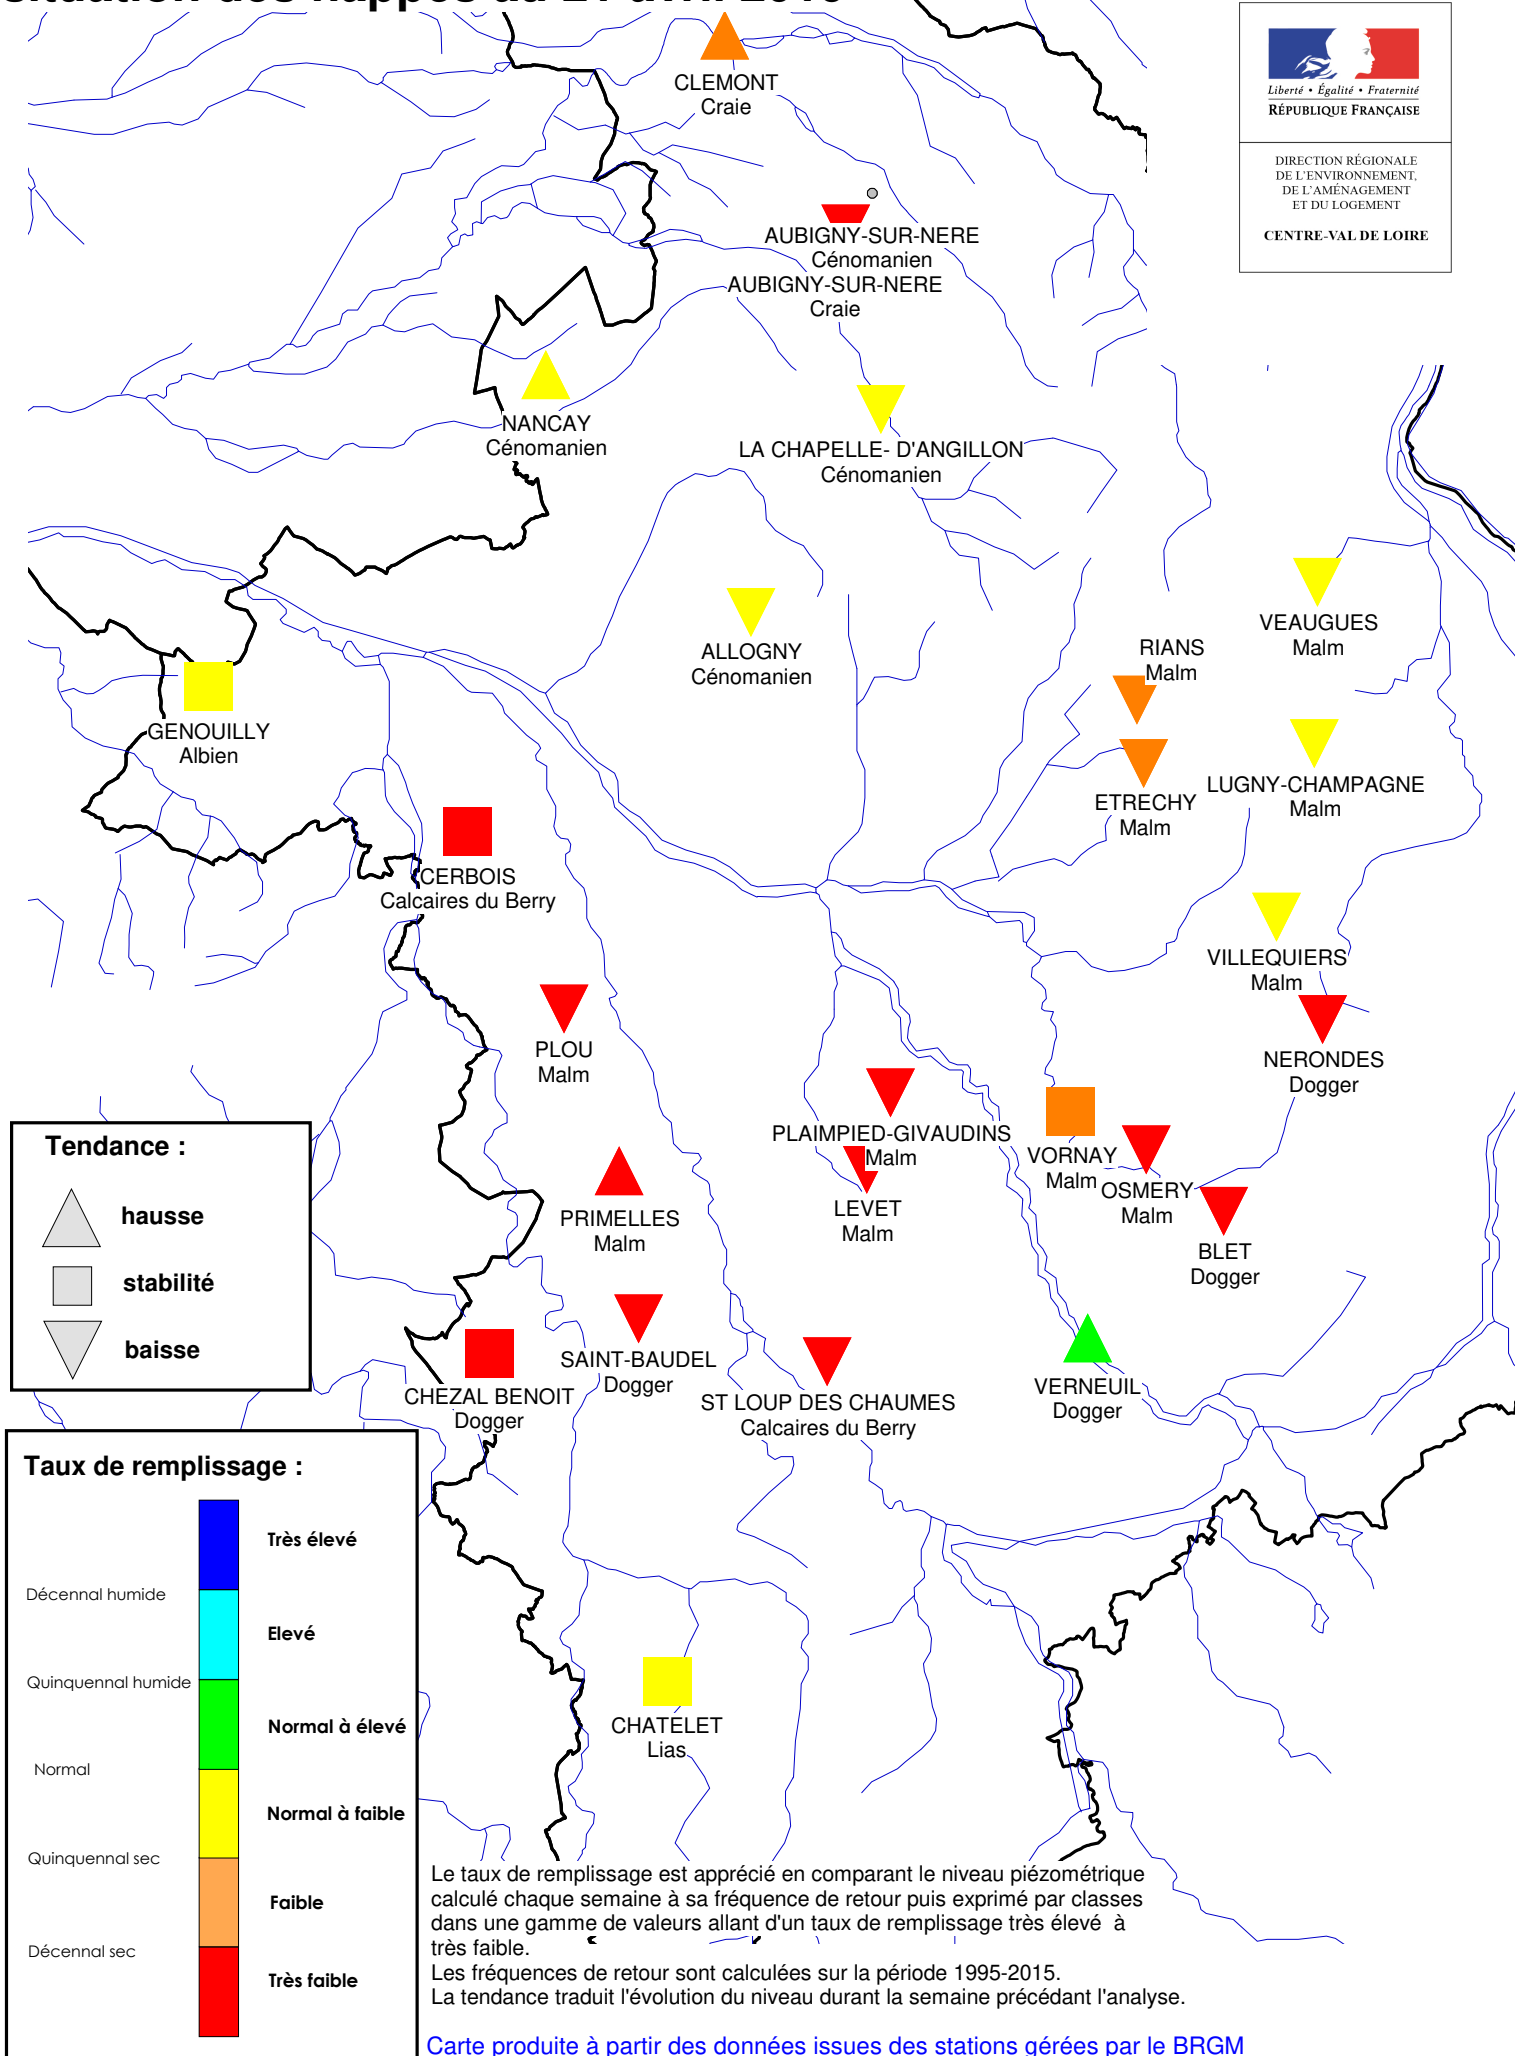 CLEMONT
Craie
Liberté • Égalité • Fraternité
RÉPUBLIQUE FRANÇAISE
DIRECTION RÉGIONALE
DE L'ENVIRONNEMENT,
DE L'AMÉNAGEMENT
ET DU LOGEMENT
CENTRE-VAL DE LOIRE
AUBIGNY-SUR-NERE
Cénomanien
AUBIGNY-SUR-NERE
Craie
NANCAY
Cénomanien
LA CHAPELLE- D'ANGILLON
Cénomanien
VEAUGUES
Malm
RIANS
Malm
ALLOGNY
Cénomanien
GENOUILLY
Albien
LUGNY-CHAMPAGNE
Malm
ETRECHY
Malm
CERBOIS
Calcaires du Berry
VILLEQUIERS
Malm
PLOU
Malm
NERONDES
Dogger
PLAIMPIED-GIVAUDINS
Malm
VORNAY
Malm
OSMERY
Malm
LEVET
Malm
PRIMELLES
Malm
BLET
Dogger
SAINT-BAUDEL
Dogger
CHEZAL BENOIT
Dogger
ST LOUP DES CHAUMES
Calcaires du Berry
VERNEUIL
Dogger
CHATELET
Lias
Tendance :
hausse
stabilité
baisse
Taux de remplissage :
Très élevé
Décennal humide
Elevé
Quinquennal humide
Normal à élevé
Normal
Normal à faible
Quinquennal sec
Faible
Décennal sec
Très faible
Le taux de remplissage est apprécié en comparant le niveau piézométrique
calculé chaque semaine à sa fréquence de retour puis exprimé par classes
dans une gamme de valeurs allant d'un taux de remplissage très élevé à
très faible.
Les fréquences de retour sont calculées sur la période 1995-2015.
La tendance traduit l'évolution du niveau durant la semaine précédant l'analyse.
Carte produite à partir des données issues des stations gérées par le BRGM